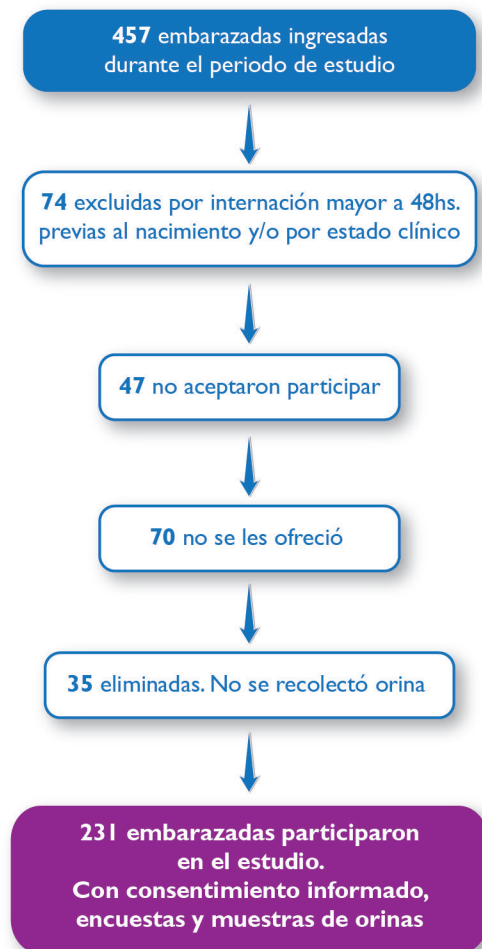 457 embarazadas ingresadas
durante el periodo de estudio
74 excluidas por internación mayor a 48hs.
previas al nacimiento y/o por estado clínico
47 no aceptaron participar
70 no se les ofreció
35 eliminadas. No se recolectó orina
231 embarazadas participaron
en el estudio.
Con consentimiento informado,
encuestas y muestras de orinas